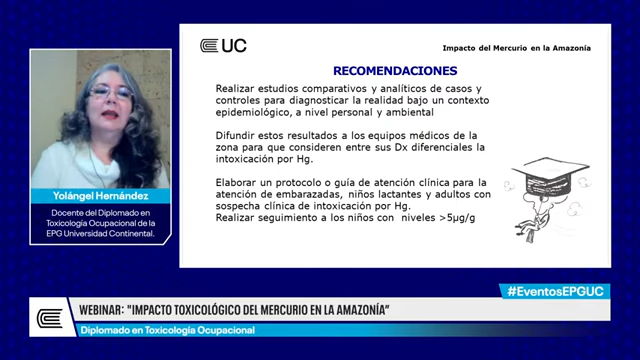 UC
Impacto del Mercurio en la Amazonía
RECOMENDACIONES
Realizar estudios comparativos y analíticos de casos y
controles para diagnosticar la realidad bajo un contexto
epidemiológico, a nivel personal y ambiental
Difundir estos resultados a los equipos médicos de la
zona para que consideren entre sus Dx diferenciales la
intoxicación por Hg.
Elaborar un protocolo o guía de atención clínica para la
atención de embarazadas, niños lactantes y adultos con
sospecha clínica de intoxicación por Hg.
Realizar seguimiento a los niños con niveles >5µg/g
Yolángel Hernández
Docente del Diplomado en
Toxicología Ocupacional de la
EPG Universidad Continental.
#EventosEPGUC
WEBINAR: "IMPACTO TOXICOLÓGICO DEL MERCURIO EN LA AMAZONÍA"
Diplomado en Toxicología Ocupacional